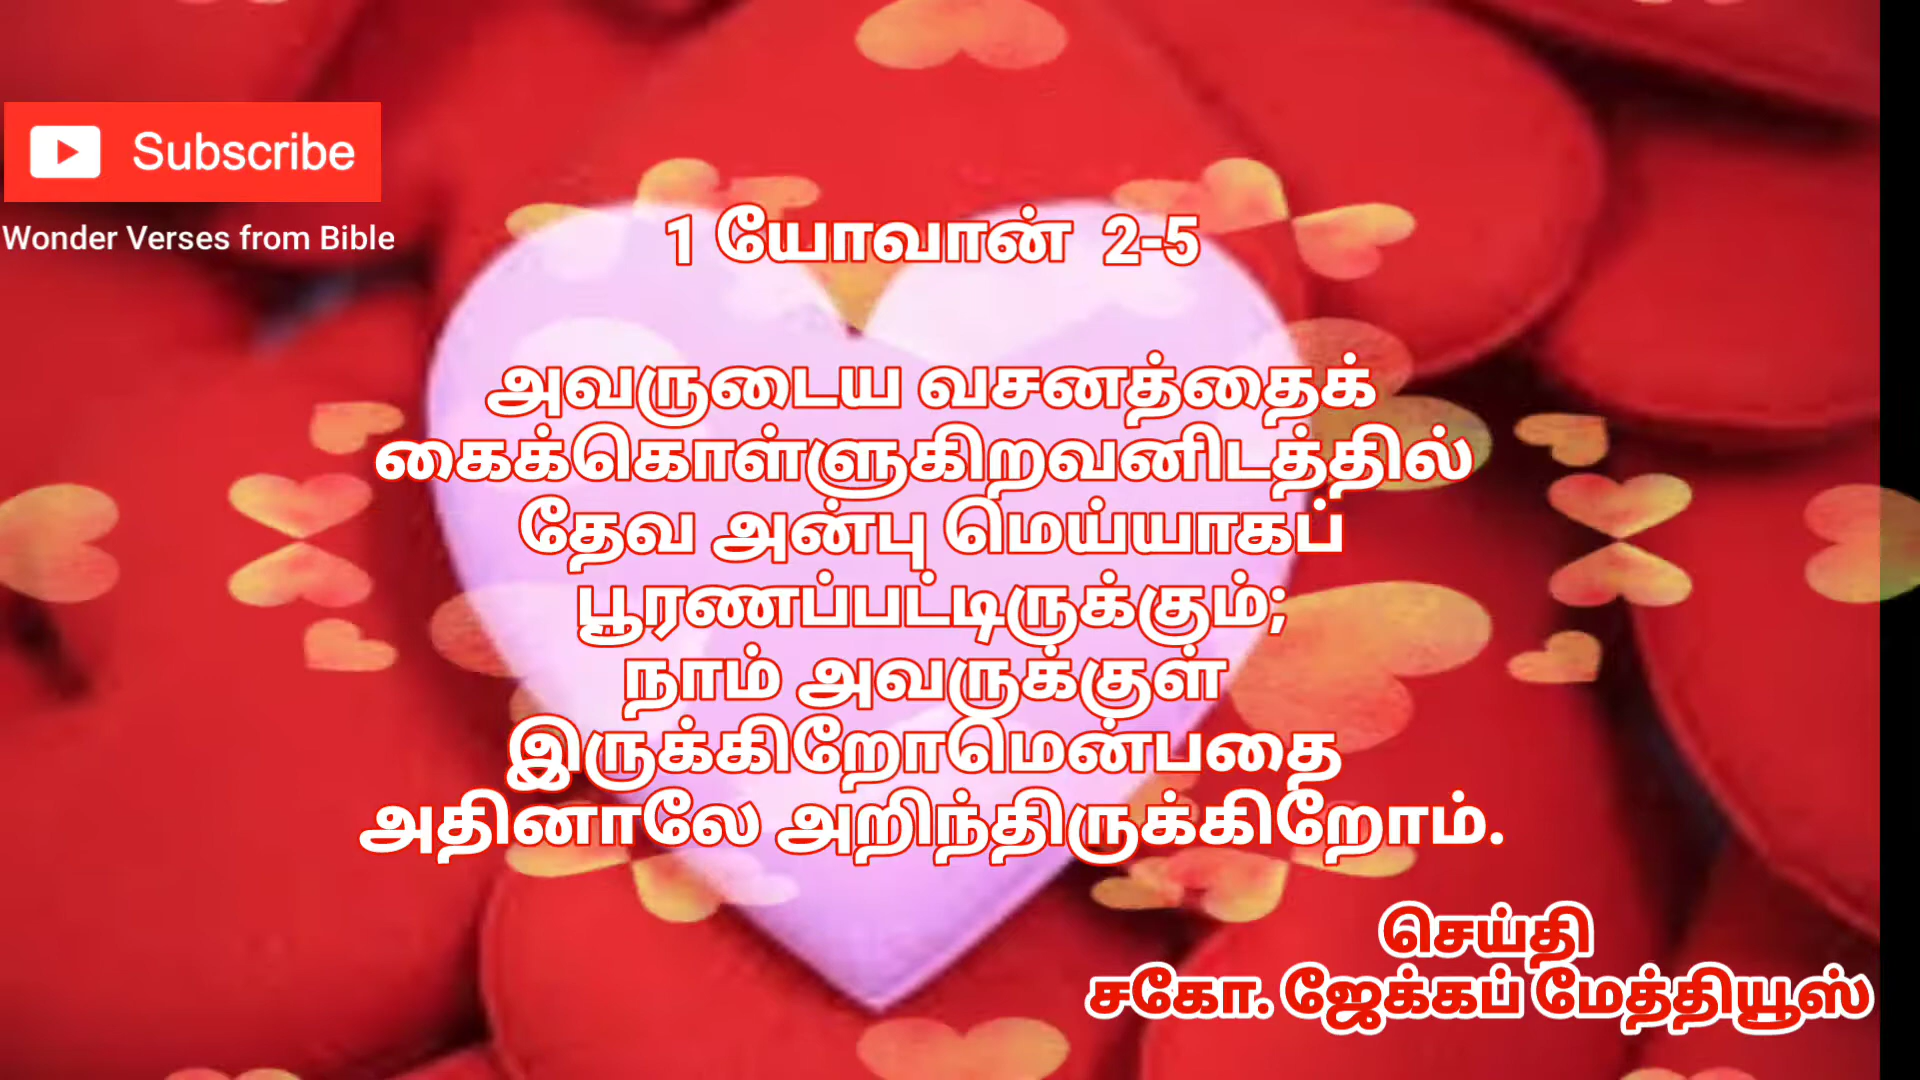 Subscribe
Wonder Verses from Bible
1 யோவான் 2-5
அவருடைய வசனத்தைக்
கைக்கொள்ளுகிறவனிடத்தில்
தேவ அன்பு மெய்யாகப்
பூரணப்பட்டிருக்கும்;
நாம் அவருக்குள்
இருக்கிறோமென்பதை
அதினாலே அறிந்திருக்கிறோம்.
செய்தி
சகோ. ஜேக்கப் மேத்தியூஸ்